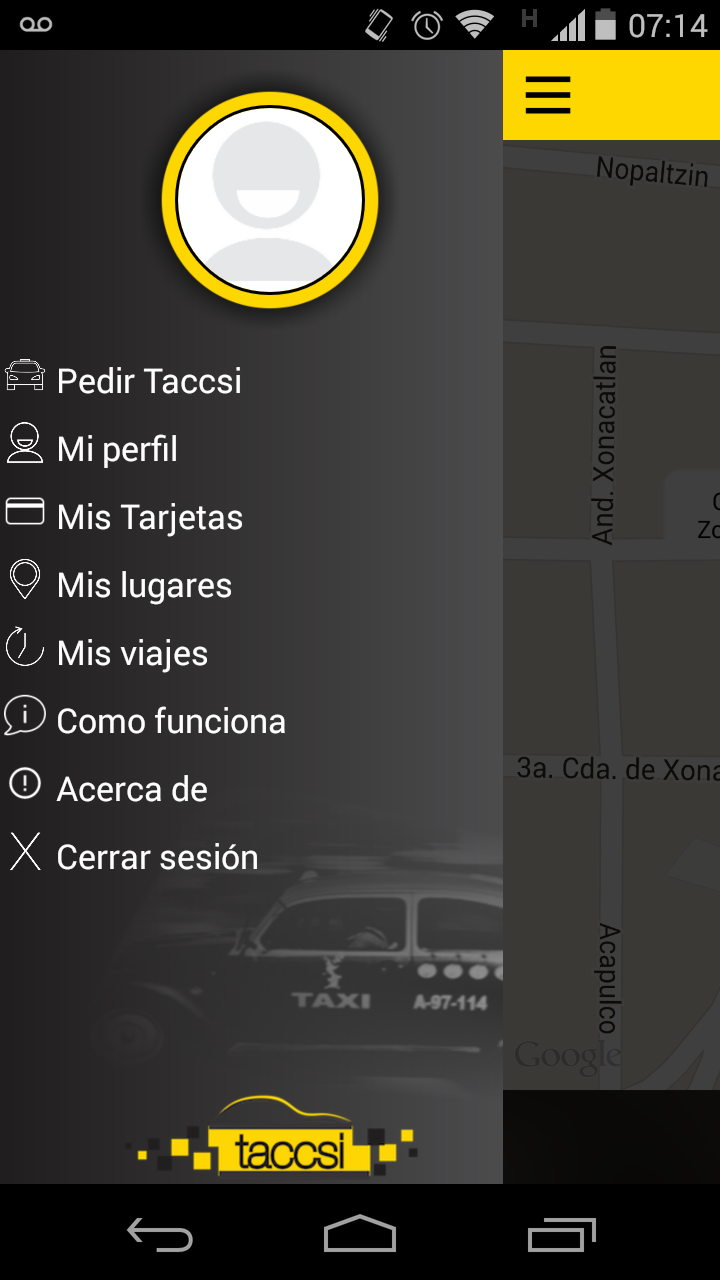 H 07:14
Nopaltzin
Pedir Taccsi
And. Xonacatlan
Mi perfil
Mis Tarjetas
Mis lugares
Mis viajes
Como funciona
3a. Cda. de Xona
Acerca de
Cerrar sesión
Acapulco
TAXI
A-97-114
Google
taccsi